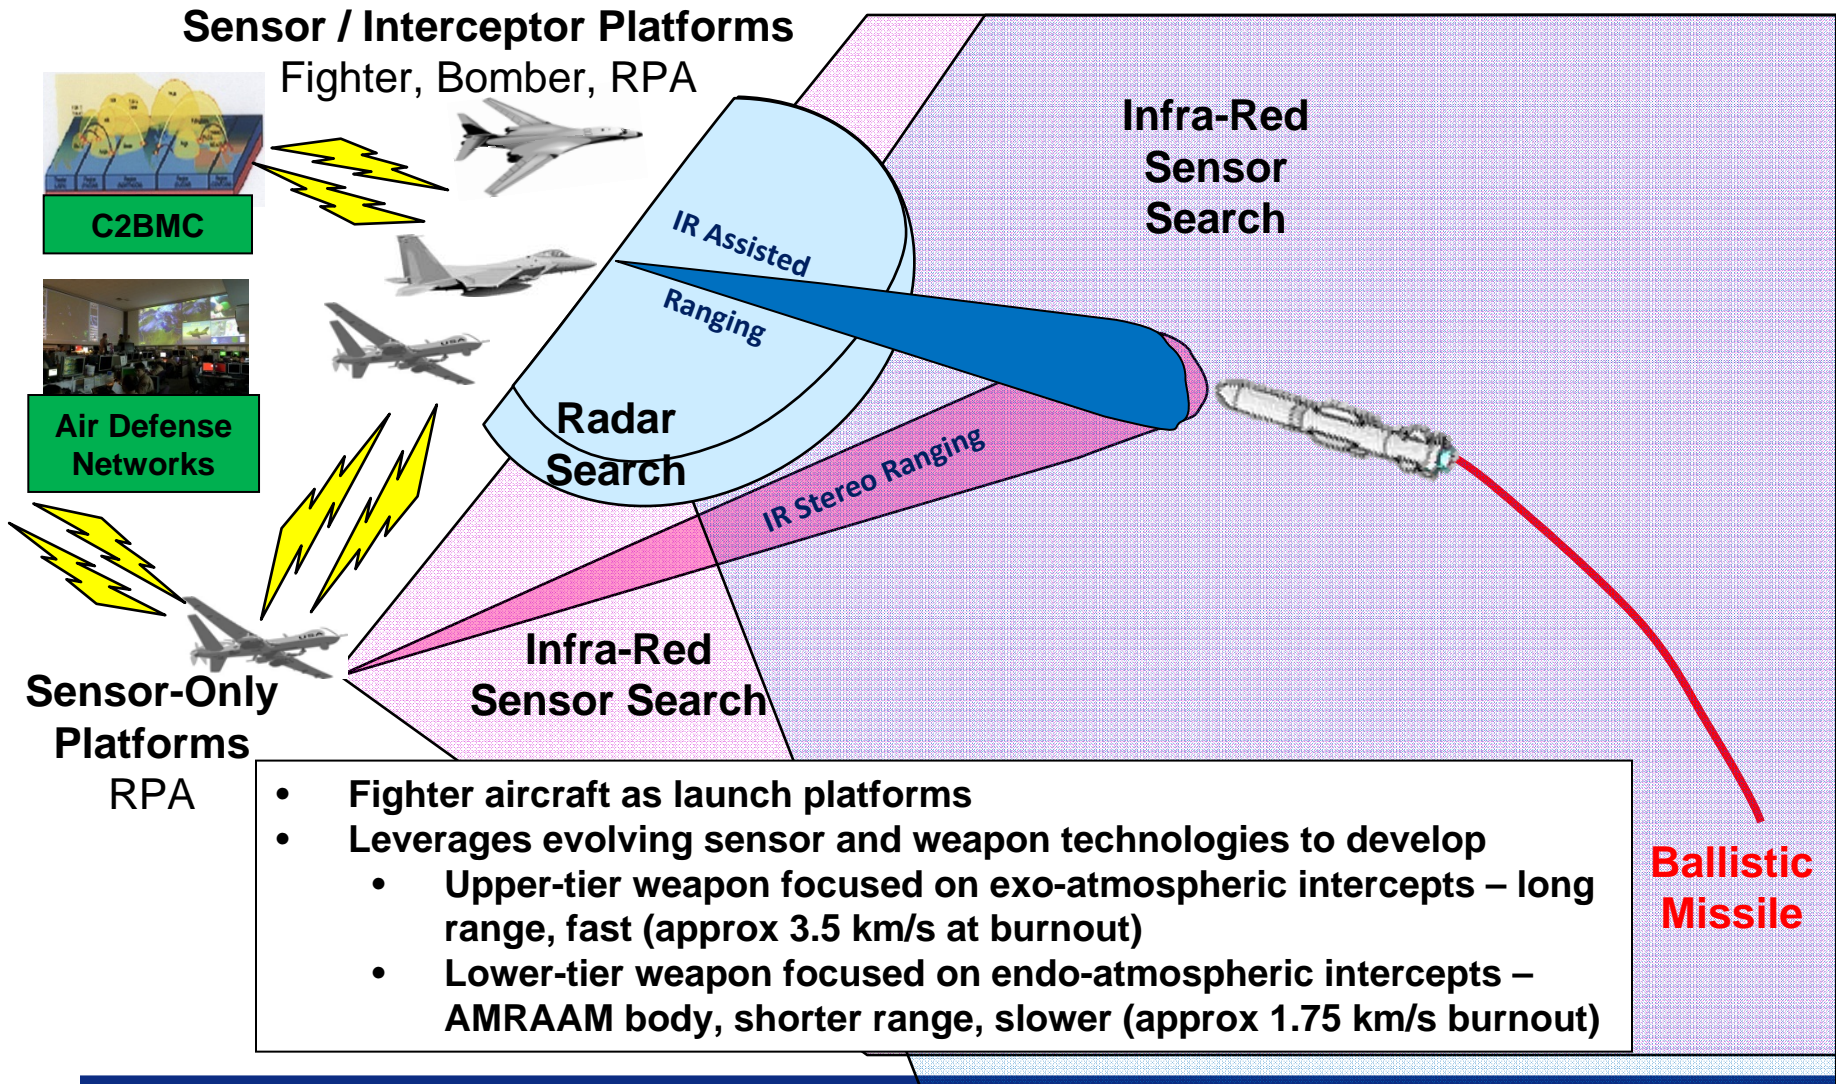 Sensor / Interceptor Platforms
Fighter, Bomber, RPA
C2BMC
Air Defense
Networks
Infra-Red
Sensor
Search
IR Assisted
Ranging
Radar
Search
IR Stereo Ranging
USA
USA
Infra-Red
Sensor Search
Sensor-Only
Platforms
RPA
• Fighter aircraft as launch platforms
• Leverages evolving sensor and weapon technologies to develop
• Upper-tier weapon focused on exo-atmospheric intercepts – long
range, fast (approx 3.5 km/s at burnout)
• Lower-tier weapon focused on endo-atmospheric intercepts –
AMRAAM body, shorter range, slower (approx 1.75 km/s burnout)
Ballistic
Missile